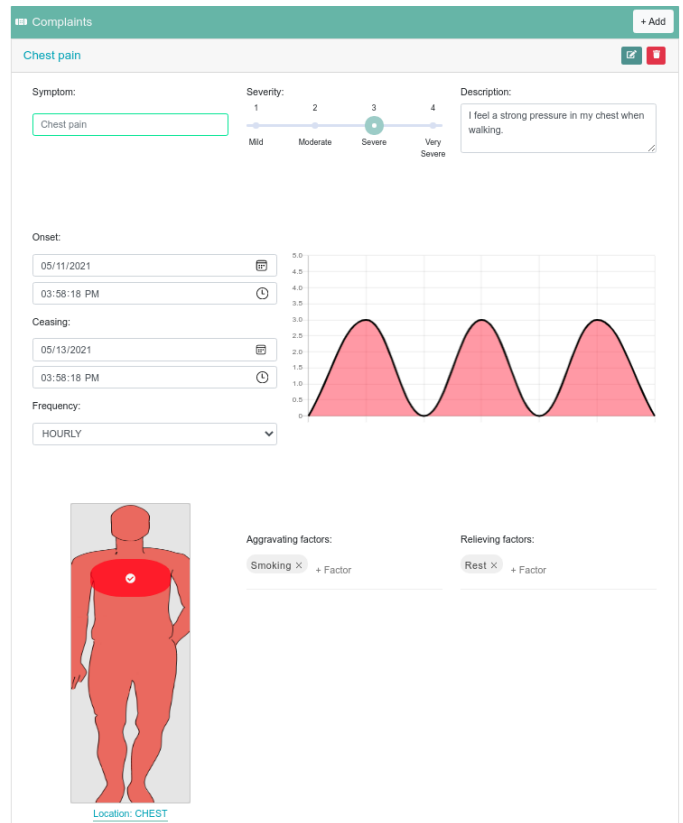 Complaints
+ Add
Chest pain
Symptom:
Chest pain
Severity:
1 2 3 4
Mild Moderate Severe Very Severe
Description:
I feel a strong pressure in my chest when
walking.
Onset:
05/11/2021
03:58:18 PM
Ceasing:
05/13/2021
03:58:18 PM
Frequency:
HOURLY
5.0
4.5
4.0
3.5
3.0
2.5
2.0
1.5
1.0
0.5
0
Location: CHEST
Aggravating factors:
Smoking × + Factor
Relieving factors:
Rest × + Factor